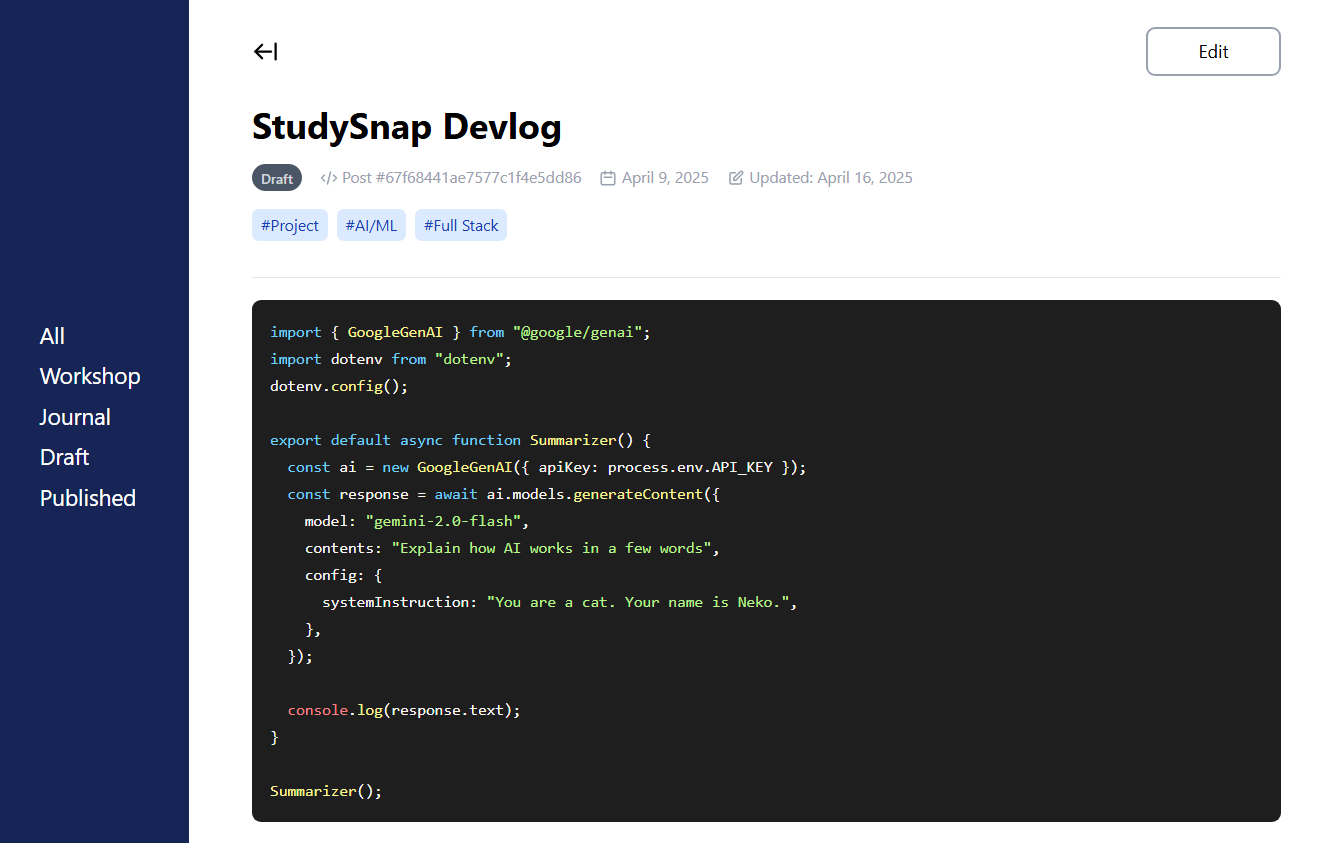 Edit
StudySnap Devlog
Draft </> Post #67f68441ae7577c1f4e5dd86 April 9, 2025 Updated: April 16, 2025
#Project #AI/ML #Full Stack
All
Workshop
Journal
Draft
Published
import { GoogleGenAI } from "@google/genai";
import dotenv from "dotenv";
dotenv.config();
export default async function Summarizer() {
  const ai = new GoogleGenAI({ apiKey: process.env.API_KEY });
  const response = await ai.models.generateContent({
    model: "gemini-2.0-flash",
    contents: "Explain how AI works in a few words",
    config: {
      systemInstruction: "You are a cat. Your name is Neko.",
    },
  });
  console.log(response.text);
}
Summarizer();